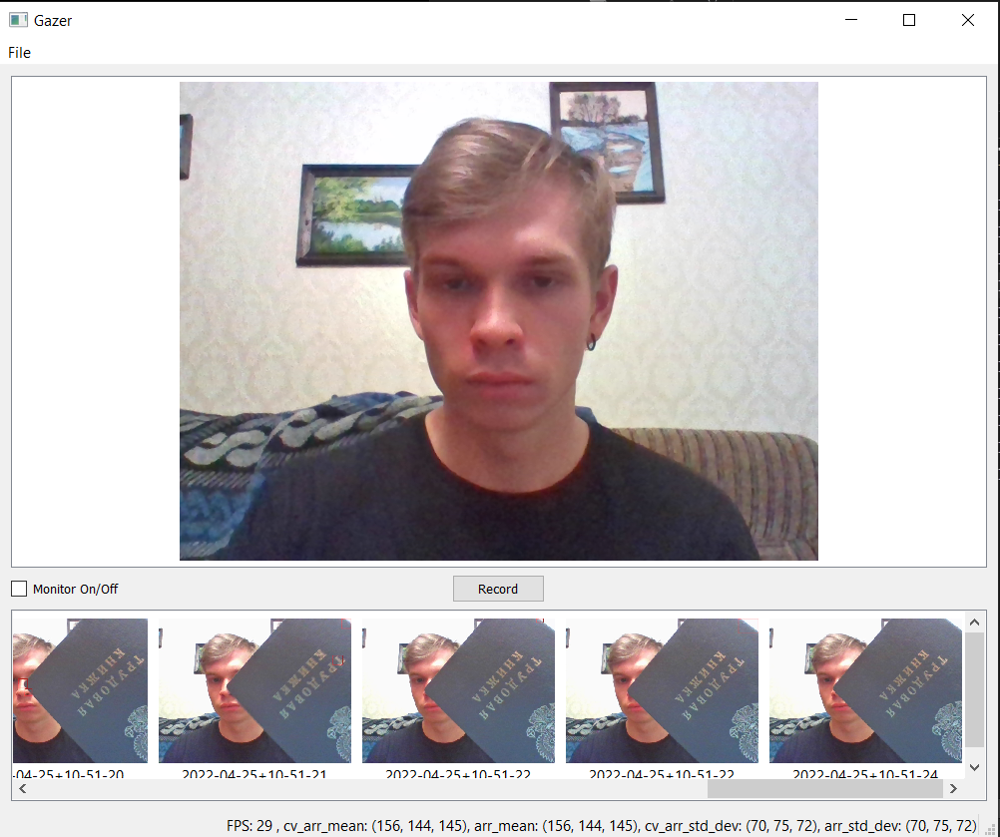 Gazer
File
Monitor On/Off
Record
ТРУДОВАЯ
КНИЖКА
ТРУДОВАЯ
КНИЖКА
ТРУДОВАЯ
КНИЖКА
ТРУДОВАЯ
КНИЖКА
ТРУДОВАЯ
КНИЖКА
-04-25+10-51-20
2022-04-25+10-51-21
2022-04-25+10-51-22
2022-04-25+10-51-22
2022-04-25+10-51-24
FPS: 29 , cv_arr_mean: (156, 144, 145), arr_mean: (156, 144, 145), cv_arr_std_dev: (70, 75, 72), arr_std_dev: (70, 75, 72)